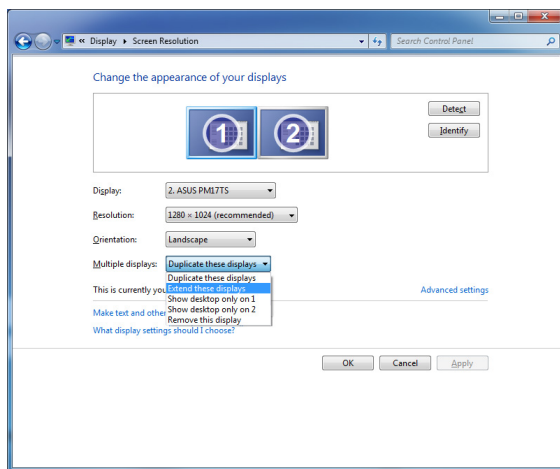 « Display ▸ Screen Resolution
Search Control Panel
Change the appearance of your displays
1 2
Detect
Identify
Display: 2. ASUS PM17TS
Resolution: 1280 × 1024 (recommended)
Orientation: Landscape
Multiple displays: Duplicate these displays
Duplicate these displays
Extend these displays
Show desktop only on 1
Show desktop only on 2
Remove this display
This is currently you
Advanced settings
Make text and othe
What display settings should I choose?
OK Cancel Apply